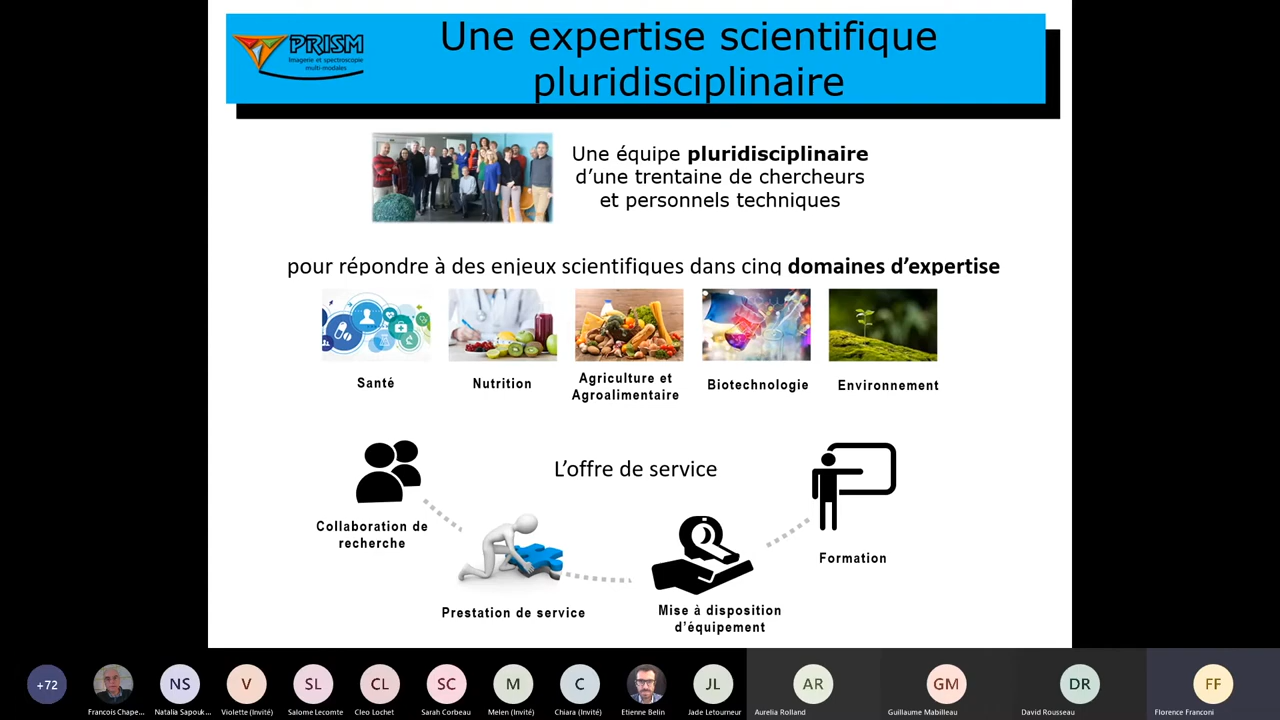 PRISM
Imagerie et spectroscopie
multi-modales
Une expertise scientifique
pluridisciplinaire
Une équipe pluridisciplinaire
d’une trentaine de chercheurs
et personnels techniques
pour répondre à des enjeux scientifiques dans cinq domaines d’expertise
Santé
Nutrition
Agriculture et
Agroalimentaire
Biotechnologie
Environnement
L’offre de service
Collaboration de
recherche
Prestation de service
Mise à disposition
d’équipement
Formation
+72
NS
V
SL
CL
SC
M
C
JL
AR
GM
DR
FF
Francois Chape...
Natalia Sapouk...
Violette (Invité)
Salome Lecomte
Cleo Lochet
Sarah Corbeau
Melen (Invité)
Chiara (Invité)
Etienne Belin
Jade Letourneur
Aurelia Rolland
Guillaume Mabilleau
David Rousseau
Florence Franconi